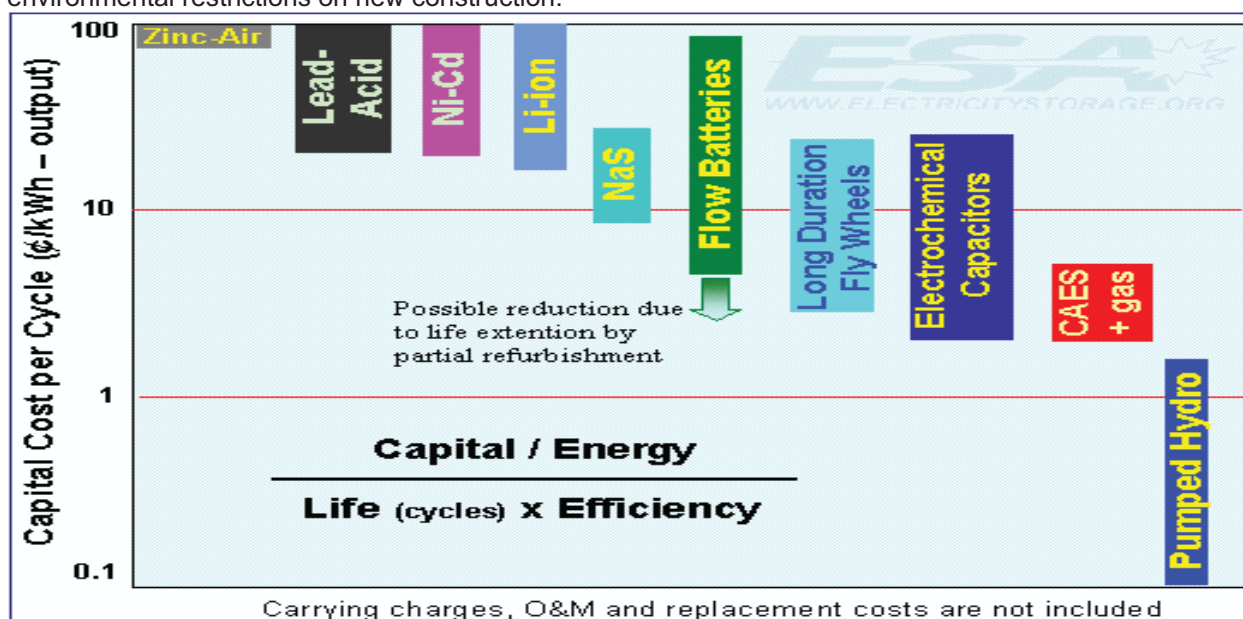 environmental restrictions on new construction.
100
10
1
0.1
Capital Cost per Cycle (¢/kWh – output)
Zinc-Air
Lead-
Acid
Ni-Cd
Li-ion
NaS
Flow Batteries
Long Duration
Fly Wheels
Electrochemical
Capacitors
CAES
+ gas
Pumped Hydro
ESA
WWW.ELECTRICITYSTORAGE.ORG
Possible reduction due
to life extention by
partial refurbishment
Capital / Energy
Life (cycles) x Efficiency
Carrying charges, O&M and replacement costs are not included